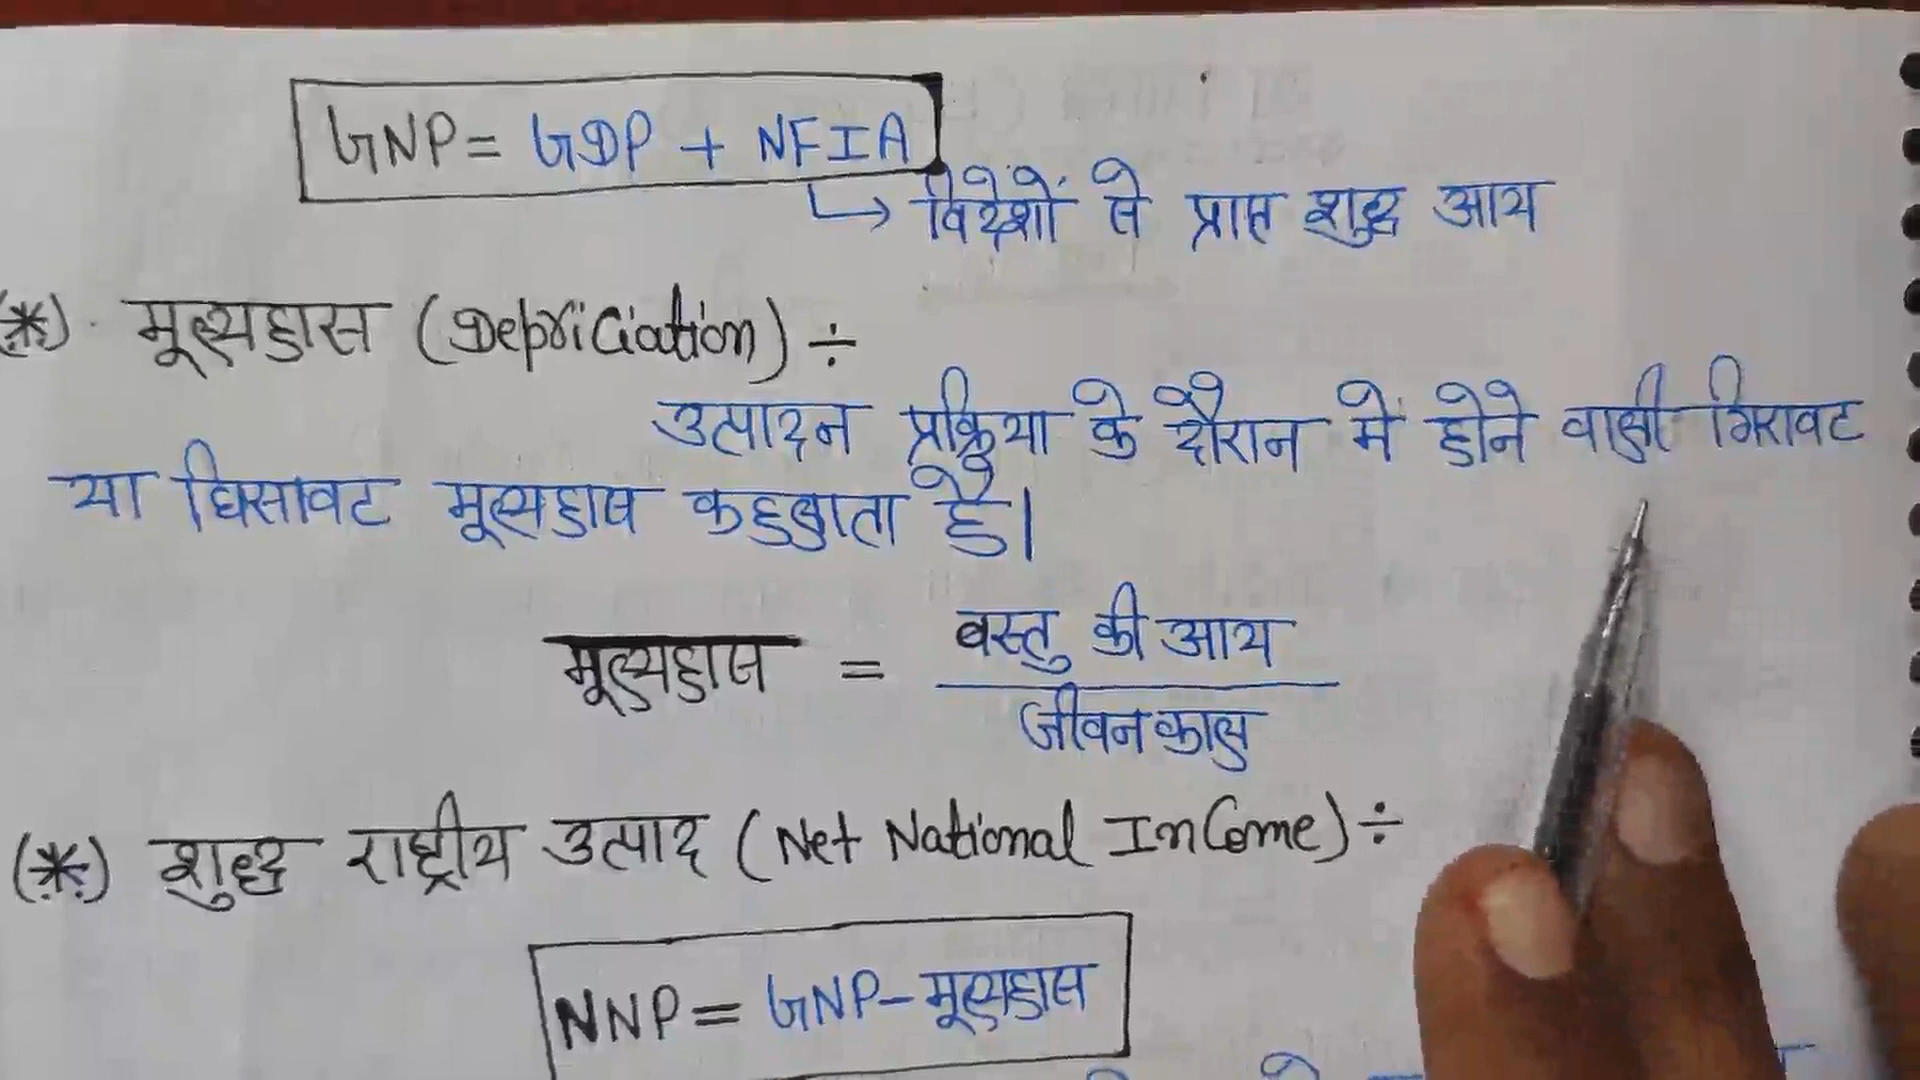 GNP = GDP + NFIA
↳ विदेशों से प्राप्त शुद्ध आय
(*) मूल्यह्रास (Depriciation) ÷
उत्पादन प्रक्रिया के दौरान में होने वाली गिरावट
या घिसावट मूल्यह्रास कहलाता है।
मूल्यह्रास = वस्तु की आय
जीवनकाल
(*) शुद्ध राष्ट्रीय उत्पाद (Net National InCome) ÷
NNP = GNP - मूल्यह्रास